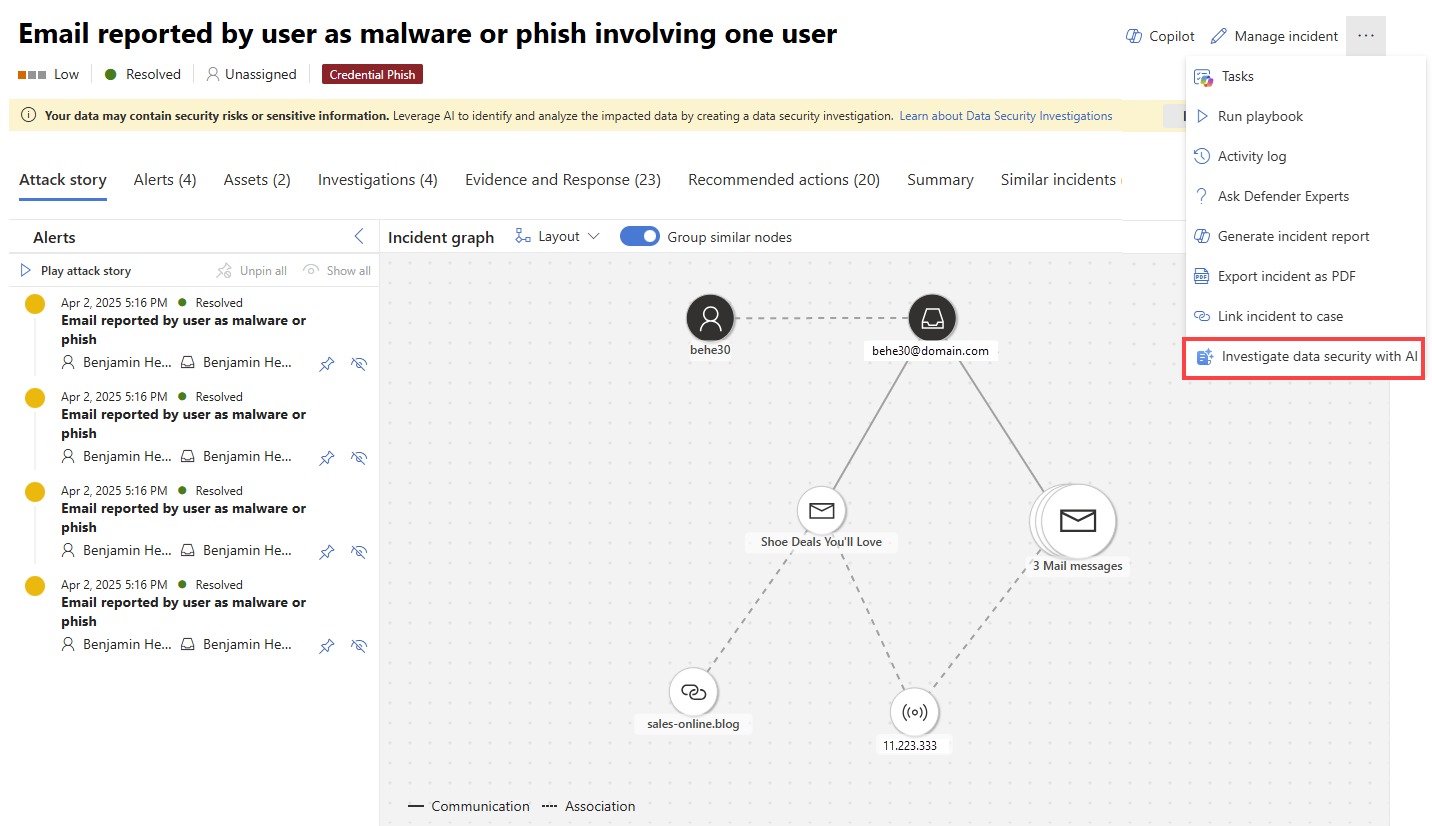 Email reported by user as malware or phish involving one user
Copilot
Manage incident
Low
Resolved
Unassigned
Credential Phish
Your data may contain security risks or sensitive information. Leverage AI to identify and analyze the impacted data by creating a data security investigation. Learn about Data Security Investigations
Tasks
Run playbook
Activity log
Ask Defender Experts
Generate incident report
PDF
Export incident as PDF
Link incident to case
Investigate data security with AI
Attack story
Alerts (4)
Assets (2)
Investigations (4)
Evidence and Response (23)
Recommended actions (20)
Summary
Similar incidents
Alerts
Play attack story
Unpin all
Show all
Apr 2, 2025 5:16 PM
Resolved
Email reported by user as malware or
phish
Benjamin He...
Benjamin He...
Apr 2, 2025 5:16 PM
Resolved
Email reported by user as malware or
phish
Benjamin He...
Benjamin He...
Apr 2, 2025 5:16 PM
Resolved
Email reported by user as malware or
phish
Benjamin He...
Benjamin He...
Apr 2, 2025 5:16 PM
Resolved
Email reported by user as malware or
phish
Benjamin He...
Benjamin He...
Incident graph
Layout
Group similar nodes
behe30
behe30@domain.com
Shoe Deals You'll Love
3 Mail messages
sales-online.blog
11.223.333
Communication
Association